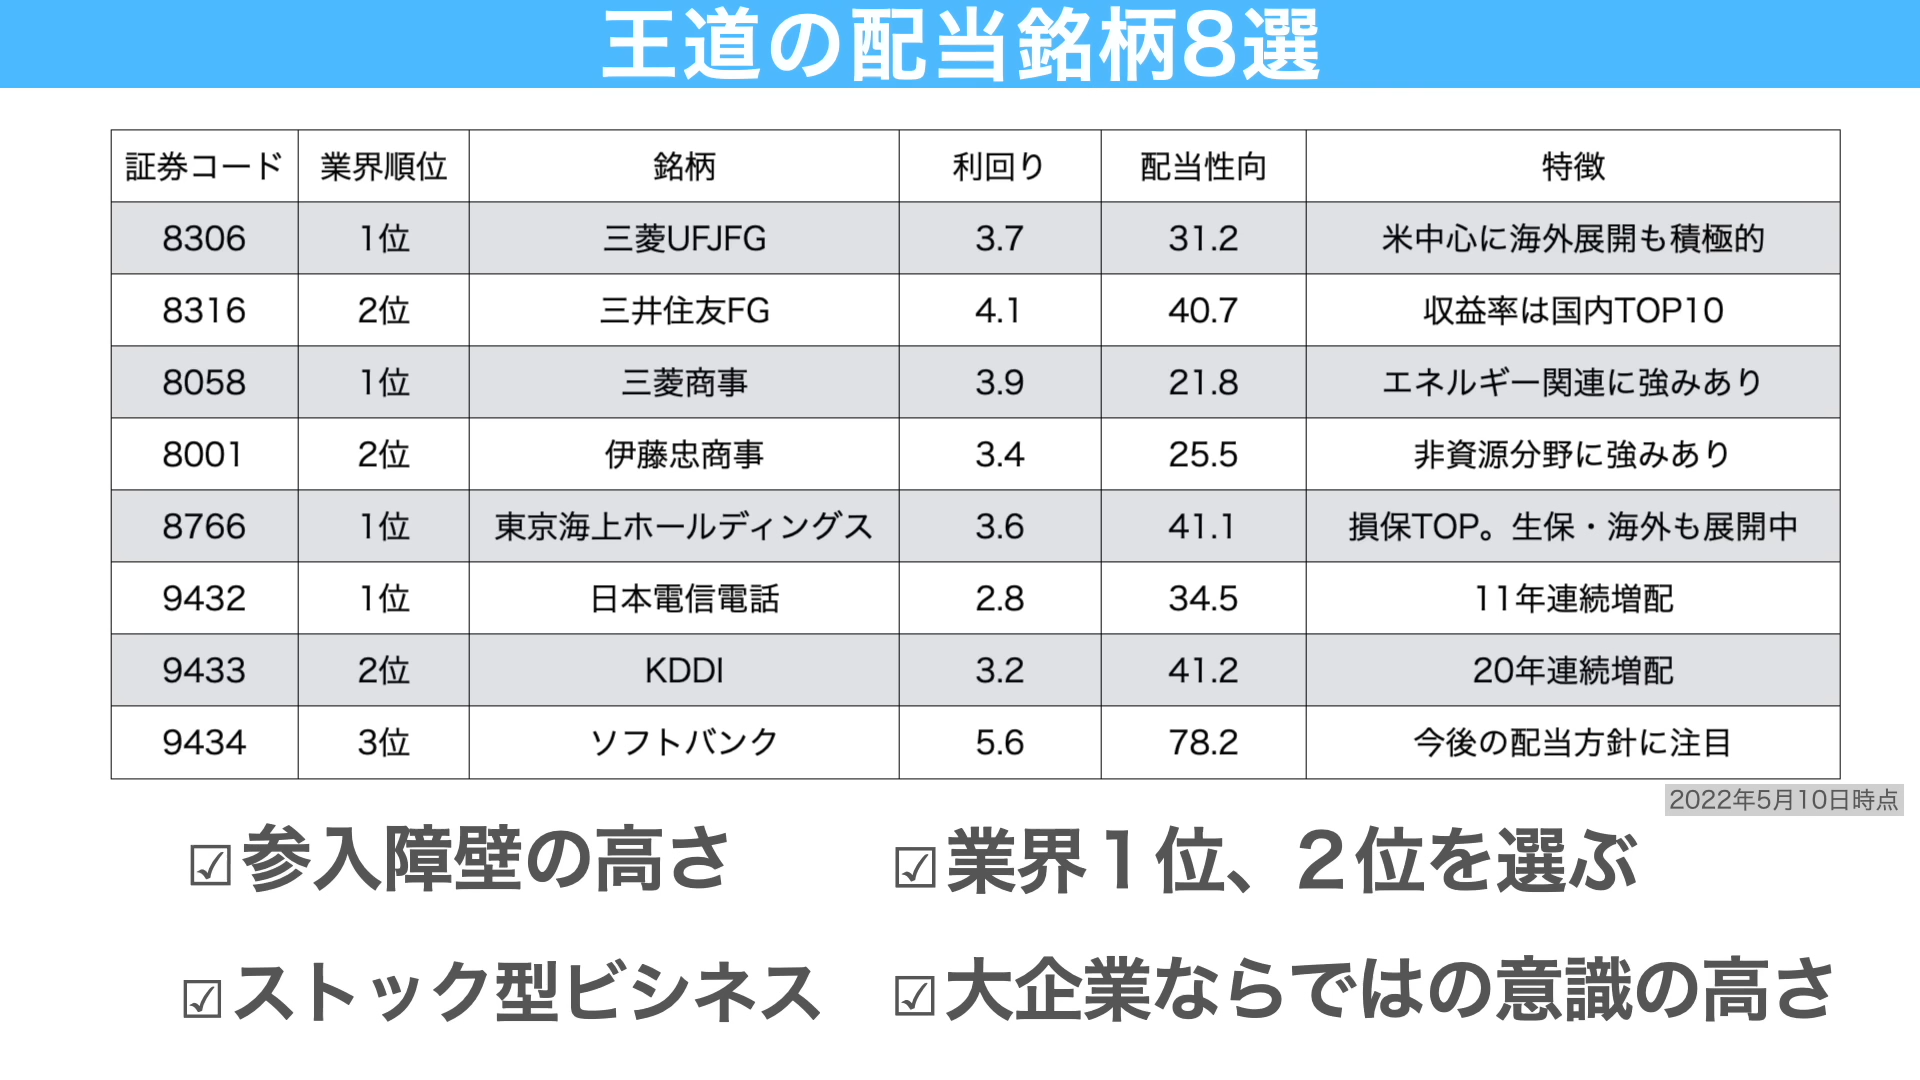 王道の配当銘柄8選
証券コード 業界順位 銘柄 利回り 配当性向 特徴
8306 1位 三菱UFJFG 3.7 31.2 米中心に海外展開も積極的
8316 2位 三井住友FG 4.1 40.7 収益率は国内TOP10
8058 1位 三菱商事 3.9 21.8 エネルギー関連に強みあり
8001 2位 伊藤忠商事 3.4 25.5 非資源分野に強みあり
8766 1位 東京海上ホールディングス 3.6 41.1 損保TOP。生保・海外も展開中
9432 1位 日本電信電話 2.8 34.5 11年連続増配
9433 2位 KDDI 3.2 41.2 20年連続増配
9434 3位 ソフトバンク 5.6 78.2 今後の配当方針に注目
2022年5月10日時点
☑参入障壁の高さ ☑業界１位、２位を選ぶ
☑ストック型ビシネス ☑大企業ならではの意識の高さ